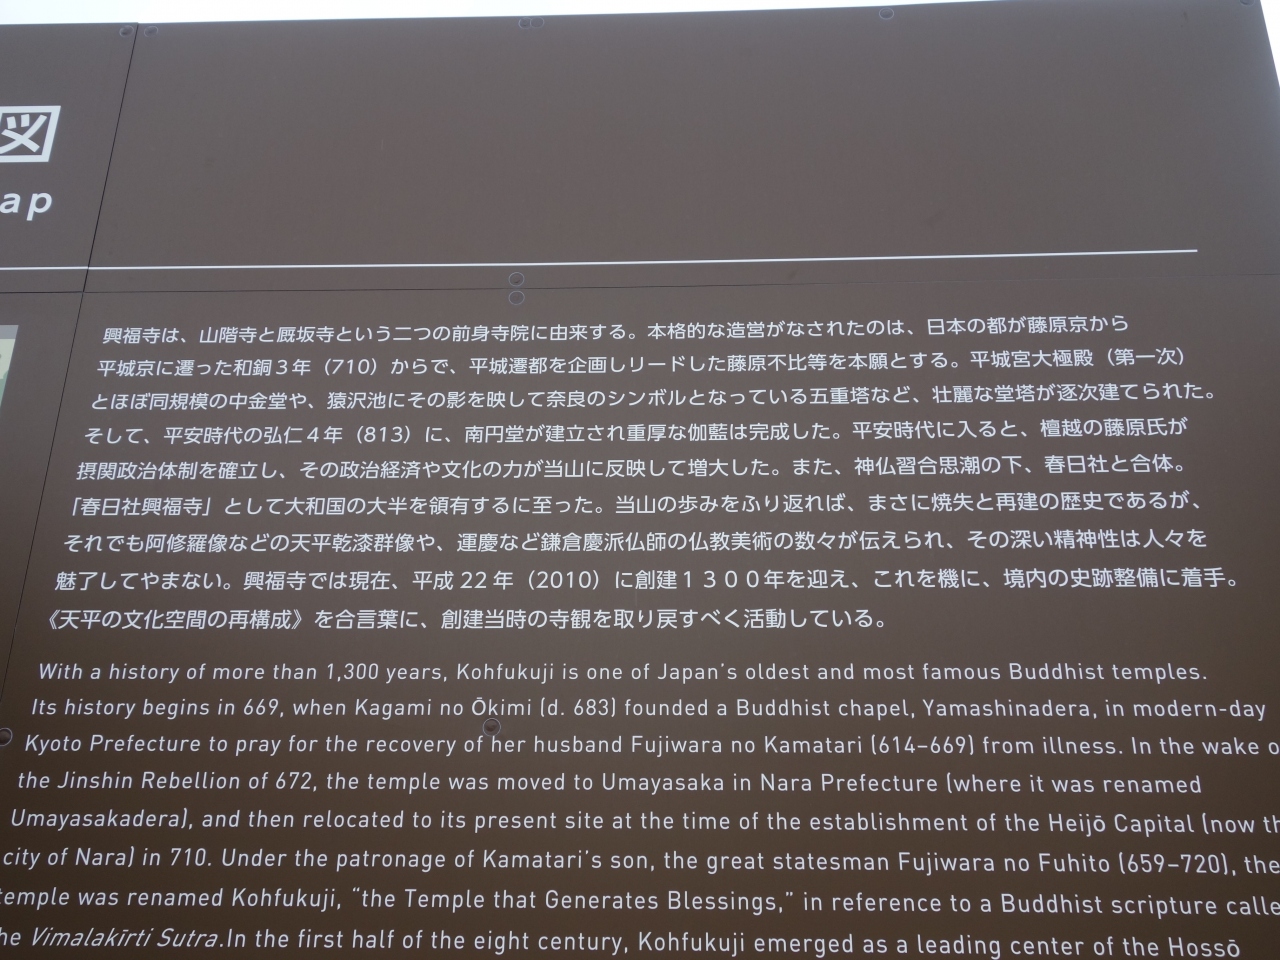 図
ap
興福寺は、山階寺と厩坂寺という二つの前身寺院に由来する。本格的な造営がなされたのは、日本の都が藤原京から
平城京に遷った和銅3年（710）からで、平城遷都を企画しリードした藤原不比等を本願とする。平城宮大極殿（第一次）
とほぼ同規模の中金堂や、猿沢池にその影を映して奈良のシンボルとなっている五重塔など、壮麗な堂塔が逐次建てられた。
そして、平安時代の弘仁4年（813）に、南円堂が建立され重厚な伽藍は完成した。平安時代に入ると、檀越の藤原氏が
摂関政治体制を確立し、その政治経済や文化の力が当山に反映して増大した。また、神仏習合思潮の下、春日社と合体。
「春日社興福寺」として大和国の大半を領有するに至った。当山の歩みをふり返れば、まさに焼失と再建の歴史であるが、
それでも阿修羅像などの天平乾漆群像や、運慶など鎌倉慶派仏師の仏教美術の数々が伝えられ、その深い精神性は人々を
魅了してやまない。興福寺では現在、平成22年（2010）に創建１３００年を迎え、これを機に、境内の史跡整備に着手。
《天平の文化空間の再構成》を合言葉に、創建当時の寺観を取り戻すべく活動している。
With a history of more than 1,300 years, Kohfukuji is one of Japan's oldest and most famous Buddhist temples.
Its history begins in 669, when Kagami no Ōkimi (d. 683) founded a Buddhist chapel, Yamashinadera, in modern-day
Kyoto Prefecture to pray for the recovery of her husband Fujiwara no Kamatari (614–669) from illness. In the wake o
the Jinshin Rebellion of 672, the temple was moved to Umayasaka in Nara Prefecture (where it was renamed
Umayasakadera), and then relocated to its present site at the time of the establishment of the Heijō Capital (now th
city of Nara) in 710. Under the patronage of Kamatari's son, the great statesman Fujiwara no Fuhito (659–720), the
temple was renamed Kohfukuji, “the Temple that Generates Blessings,” in reference to a Buddhist scripture calle
he Vimalakīrti Sutra.In the first half of the eight century, Kohfukuji emerged as a leading center of the Hossō